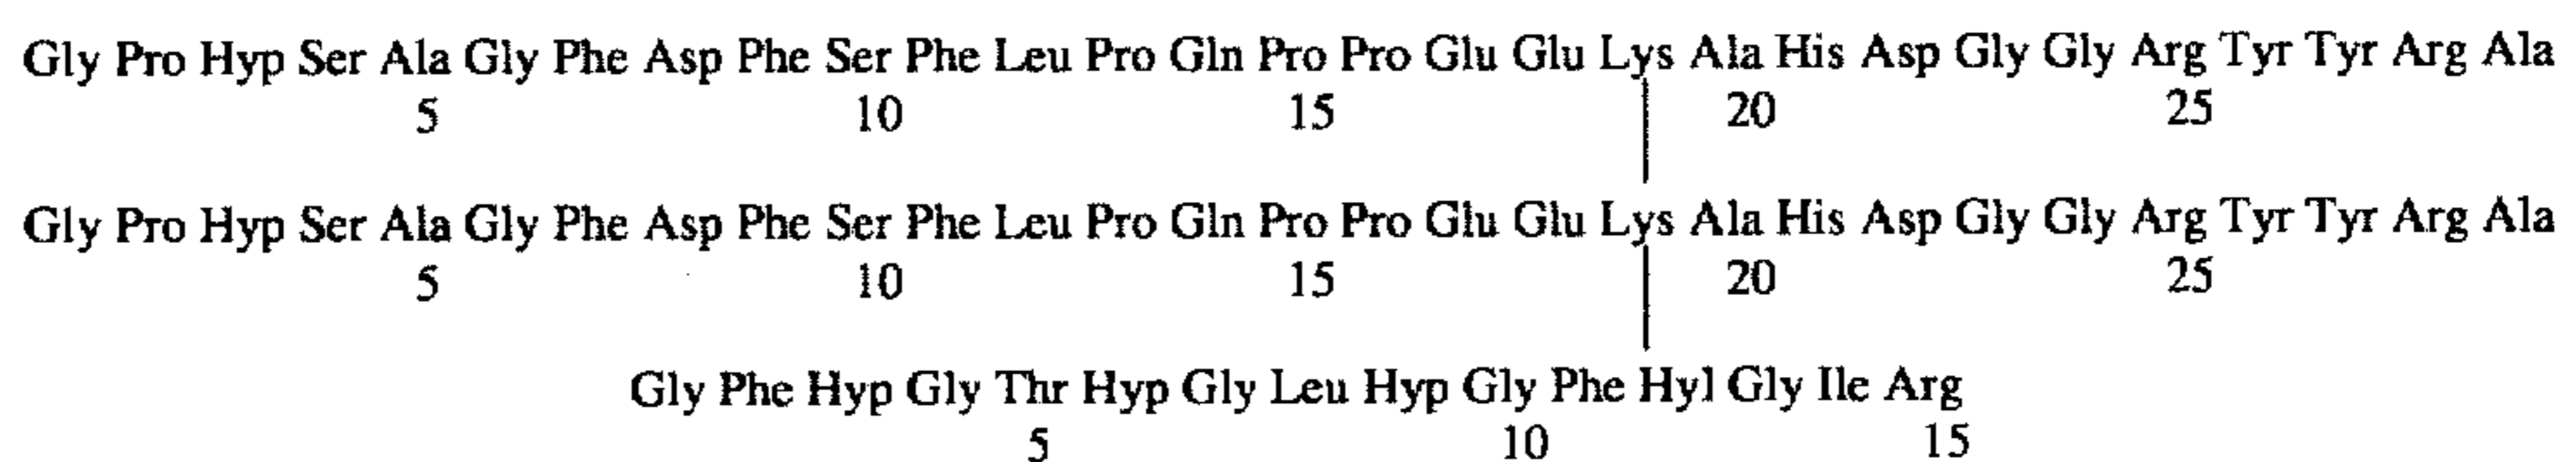 Gly Pro Hyp Ser Ala Gly Phe Asp Phe Ser Phe Leu Pro Gln Pro Pro Glu Glu Lys Ala His Asp Gly Gly Arg Tyr Tyr Arg Ala
5 10 15 20 25
Gly Pro Hyp Ser Ala Gly Phe Asp Phe Ser Phe Leu Pro Gln Pro Pro Glu Glu Lys Ala His Asp Gly Gly Arg Tyr Tyr Arg Ala
5 10 15 20 25
Gly Phe Hyp Gly Thr Hyp Gly Leu Hyp Gly Phe Hyl Gly Ile Arg
5 10 15